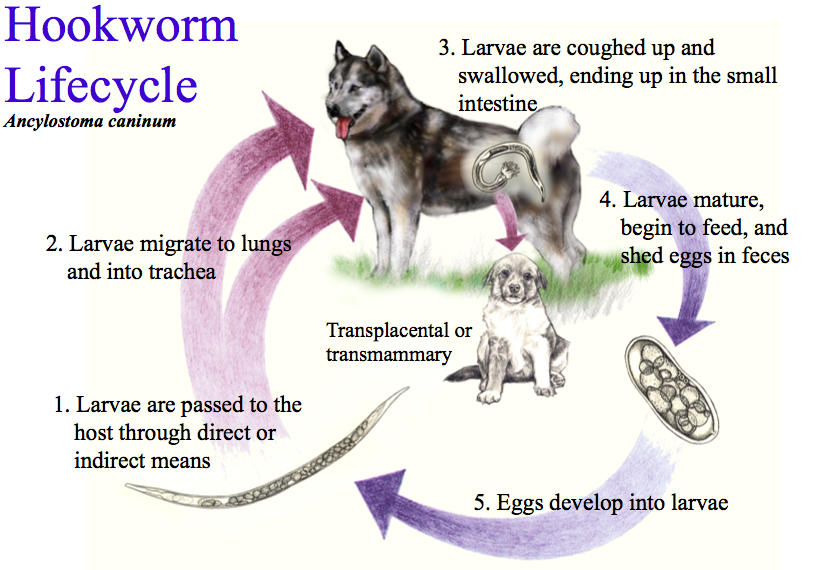 Hookworm
Lifecycle
Ancylostoma caninum
3. Larvae are coughed up and
swallowed, ending up in the small
intestine
4. Larvae mature,
begin to feed, and
shed eggs in feces
2. Larvae migrate to lungs
and into trachea
Transplacental or
transmammary
1. Larvae are passed to the
host through direct or
indirect means
5. Eggs develop into larvae